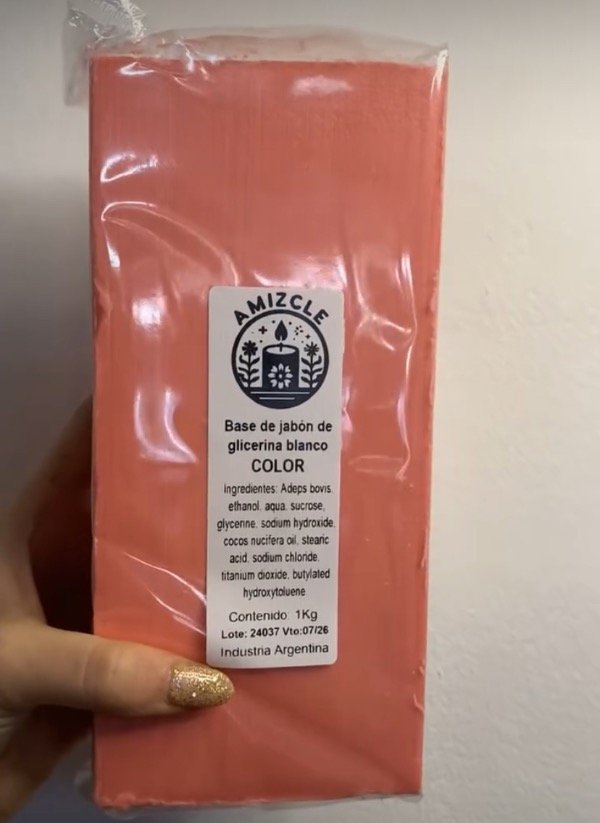 AMIZCLE
Base de jabón de
glicerina blanco
COLOR
Ingredientes: Adeps bovis,
ethanol, aqua, sucrose,
glycerine, sodium hydroxide,
cocos nucifera oil, stearic
acid, sodium chloride,
titanium dioxide, butylated
hydroxytoluene
Contenido: 1Kg
Lote: 24037 Vto:07/26
Industria Argentina